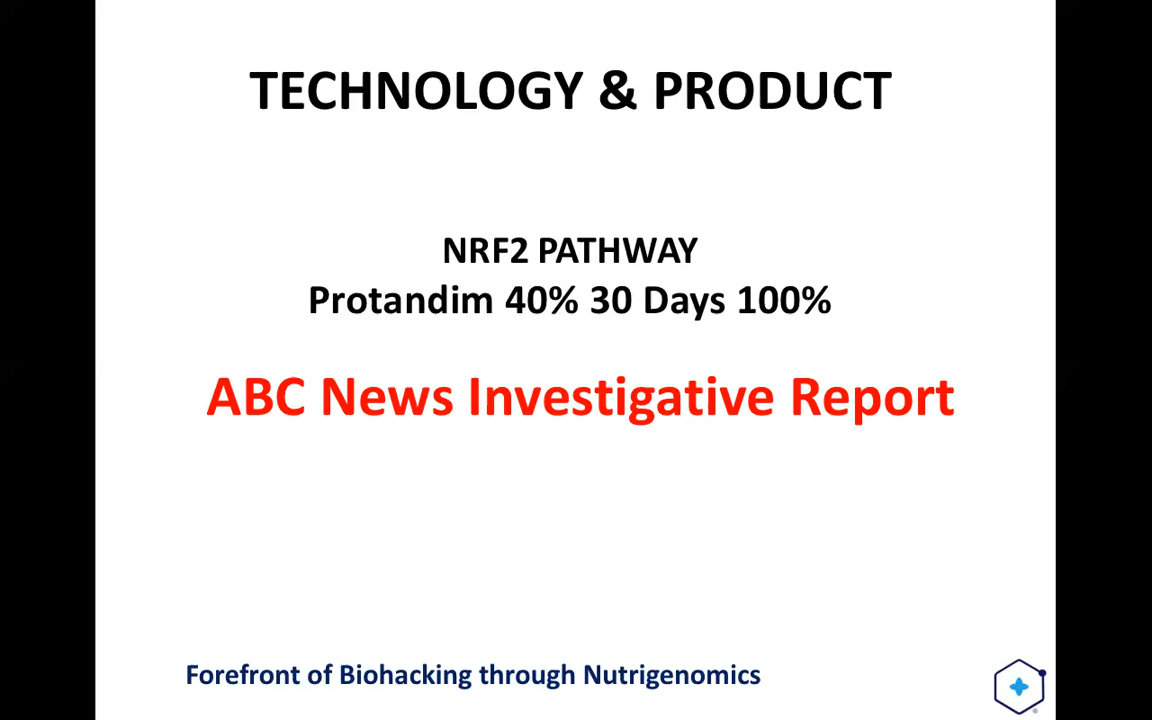 TECHNOLOGY & PRODUCT
NRF2 PATHWAY
Protandim 40% 30 Days 100%
ABC News Investigative Report
Forefront of Biohacking through Nutrigenomics
®